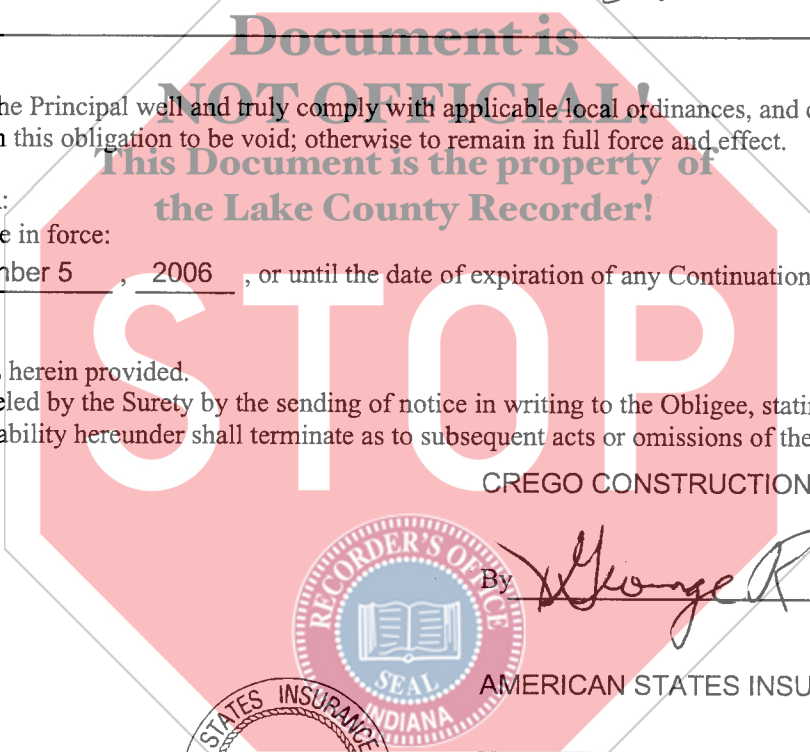 Document is
NOT OFFICIAL!
he Principal well and truly comply with applicable local ordinances, and
this obligation to be void; otherwise to remain in full force and effect.
This Document is the property of
the Lake County Recorder!
e in force:
nber 5 , 2006 , or until the date of expiration of any Continuation
STOP
herein provided.
eled by the Surety by the sending of notice in writing to the Obligee, stati
ability hereunder shall terminate as to subsequent acts or omissions of the
CREGO CONSTRUCTION
By George R
RECORDER'S OFFICE
SEAL
INDIANA
AMERICAN STATES INSU
STATES INSURANCE